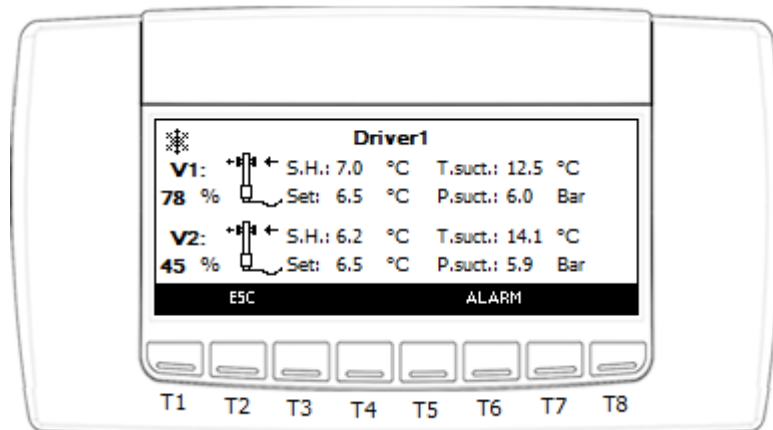 Driver1
V1: S.H.: 7.0 °C T.suct.: 12.5 °C
78 % Set: 6.5 °C P.suct.: 6.0 Bar
V2: S.H.: 6.2 °C T.suct.: 14.1 °C
45 % Set: 6.5 °C P.suct.: 5.9 Bar
ESC ALARM
T1 T2 T3 T4 T5 T6 T7 T8